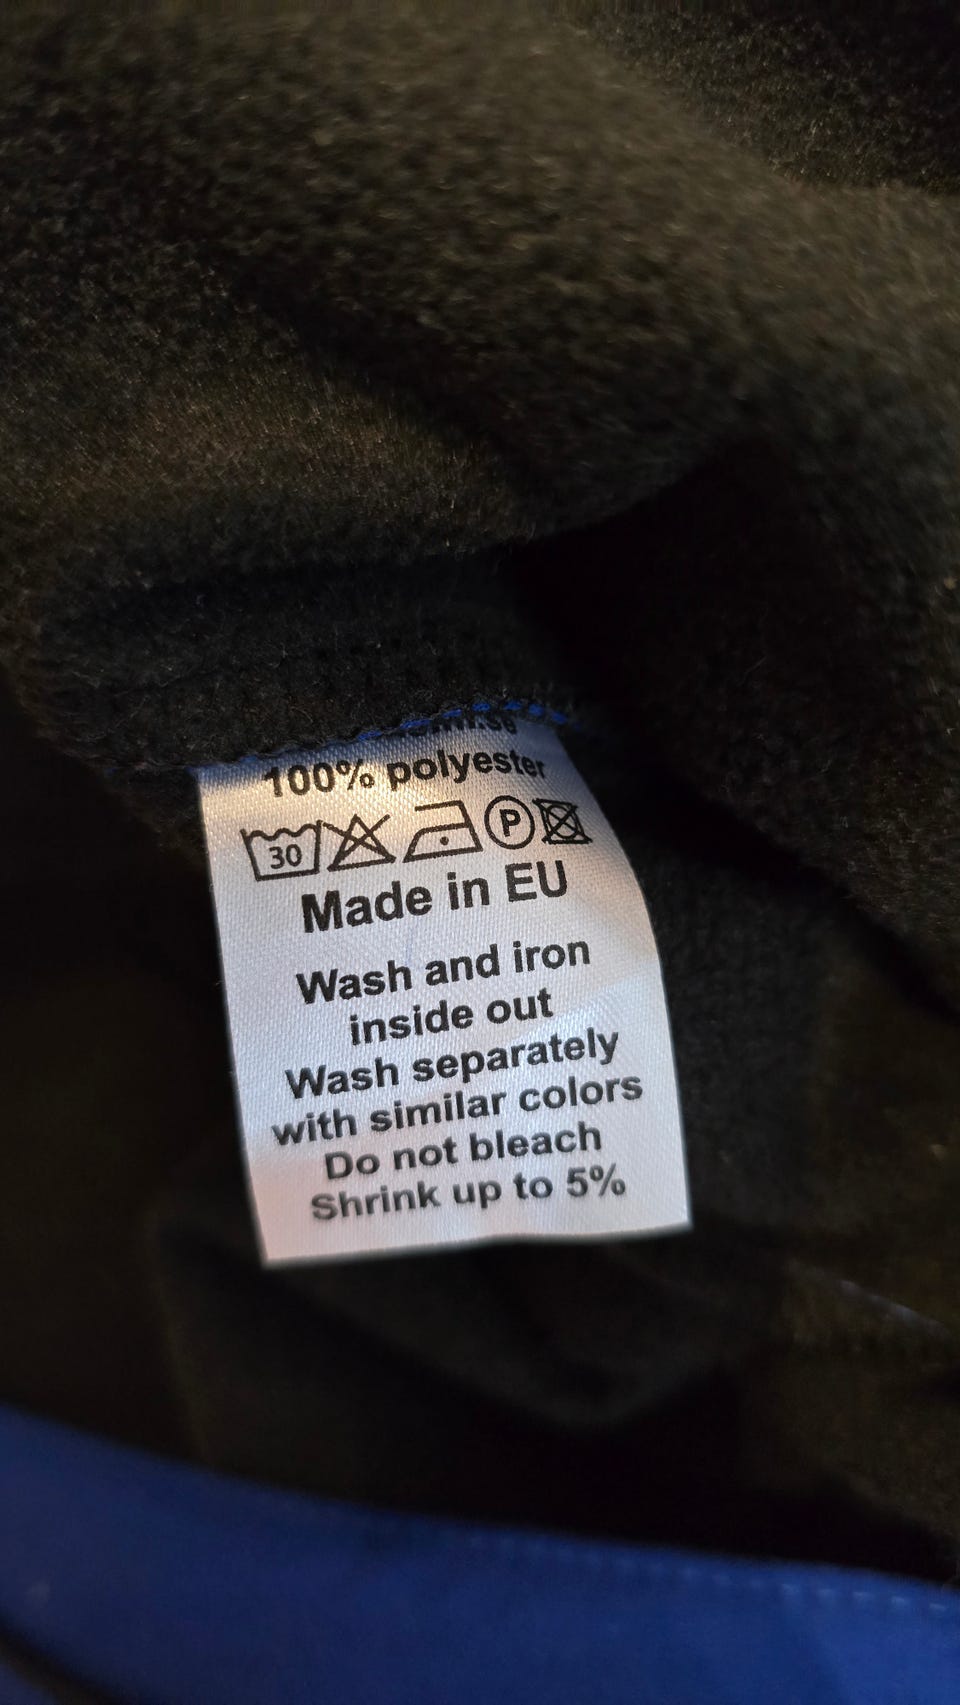 100% polyester
30 P
Made in EU
Wash and iron
inside out
Wash separately
with similar colors
Do not bleach
Shrink up to 5%